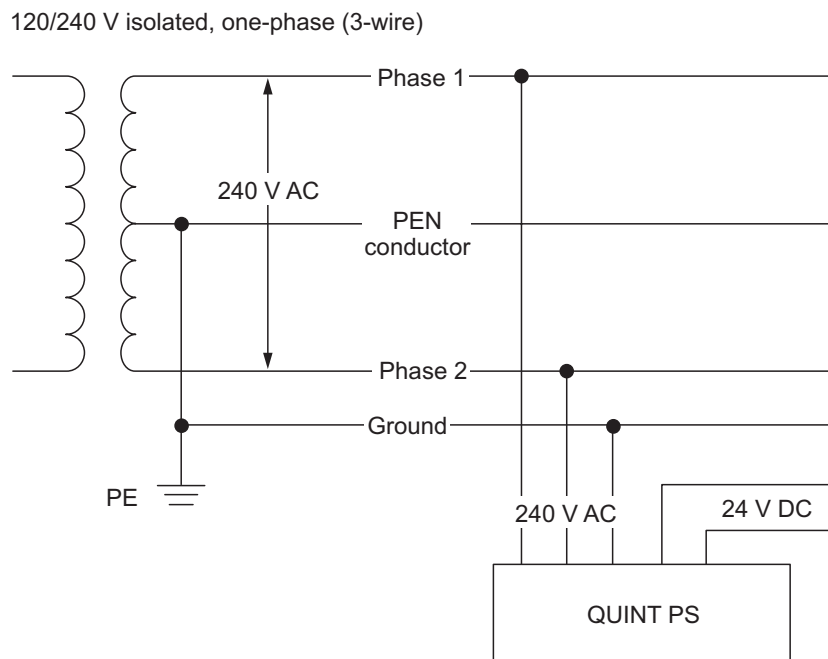 120/240 V isolated, one-phase (3-wire)
Phase 1
240 V AC
PEN
conductor
Phase 2
Ground
PE
240 V AC
24 V DC
QUINT PS